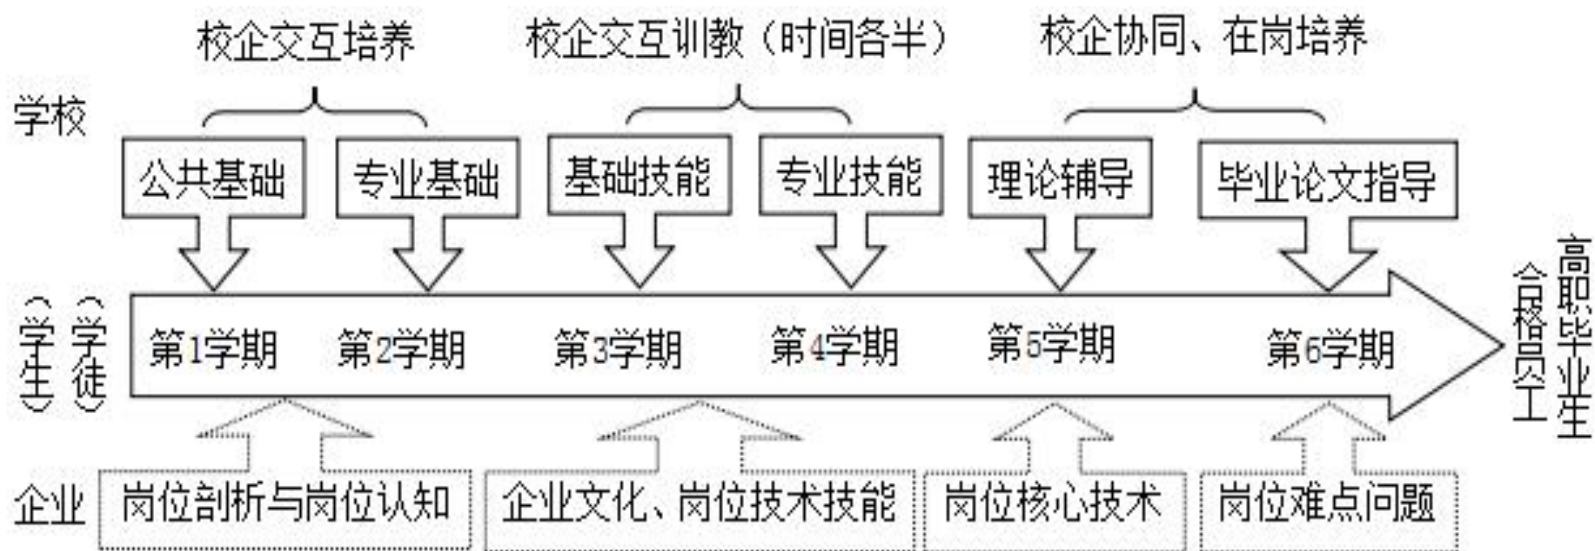 校企交互培养
校企交互训教（时间各半）
校企协同、在岗培养
学校
公共基础
专业基础
基础技能
专业技能
理论辅导
毕业论文指导
（学生）
（学徒）
第1学期
第2学期
第3学期
第4学期
第5学期
第6学期
合格员工
高职毕业生
企业
岗位剖析与岗位认知
企业文化、岗位技术技能
岗位核心技术
岗位难点问题